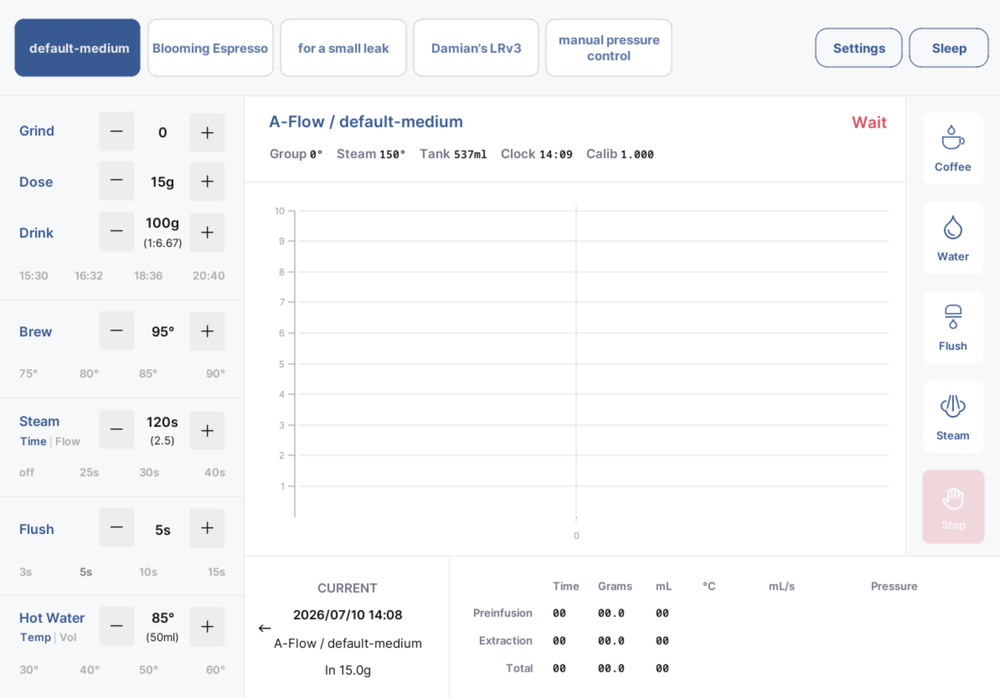 default-medium
Blooming Espresso
for a small leak
Damian's LRv3
manual pressure
control
Settings
Sleep
Grind
0
Dose
15g
Drink
100g
(1:6.67)
15:30 16:32 18:36 20:40
Brew
95°
75° 80° 85° 90°
Steam
Time | Flow
120s
(2.5)
off 25s 30s 40s
Flush
5s
3s 5s 10s 15s
Hot Water
Temp | Vol
85°
(50ml)
30° 40° 50° 60°
A-Flow / default-medium
Wait
Group 0° Steam 150° Tank 537ml Clock 14:09 Calib 1.000
10
9
8
7
6
5
4
3
2
1
0
Coffee
Water
Flush
Steam
Stop
CURRENT
2026/07/10 14:08
A-Flow / default-medium
In 15.0g
Time Grams mL °C mL/s Pressure
Preinfusion 00 00.0 00
Extraction 00 00.0 00
Total 00 00.0 00